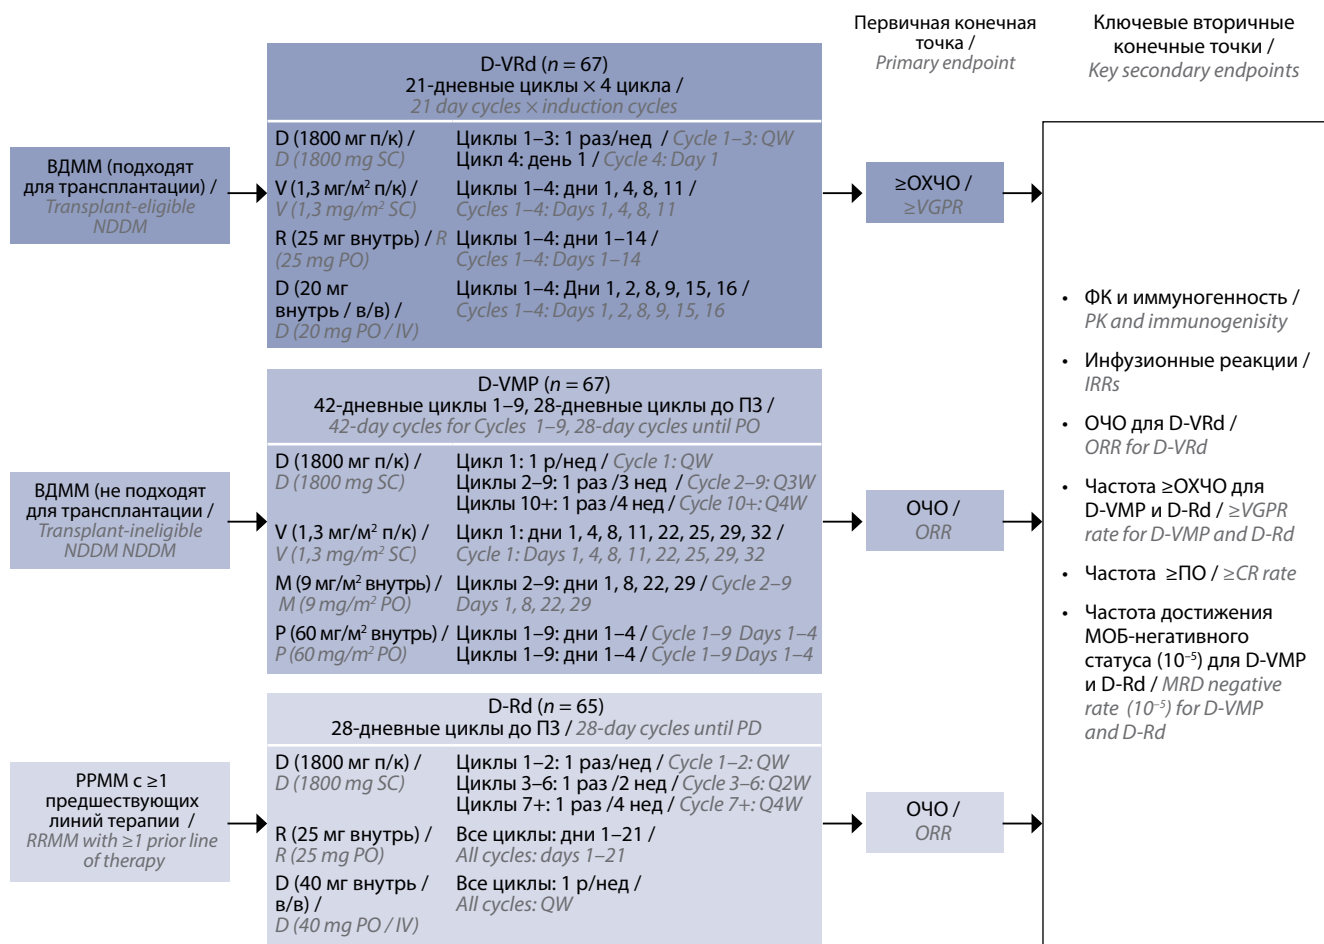 Первичная конечная
точка /
Primary endpoint
Ключевые вторичные
конечные точки /
Key secondary endpoints
ВДММ (подходят
для трансплантации) /
Transplant-eligible
NDDM
D-VRd (n = 67)
21-дневные циклы × 4 цикла /
21 day cycles × induction cycles
D (1800 мг п/к) /
D (1800 mg SC)
Циклы 1–3: 1 раз/нед / Cycle 1–3: QW
Цикл 4: день 1 / Cycle 4: Day 1
V (1,3 мг/м² п/к) /
V (1,3 mg/m² SC)
Циклы 1–4: дни 1, 4, 8, 11 /
Cycles 1–4: Days 1, 4, 8, 11
R (25 мг внутрь) / R
(25 mg PO)
Циклы 1–4: дни 1–14 /
Cycles 1–4: Days 1–14
D (20 мг
внутрь / в/в) /
D (20 mg PO / IV)
Циклы 1–4: Дни 1, 2, 8, 9, 15, 16 /
Cycles 1–4: Days 1, 2, 8, 9, 15, 16
≥ОХЧО /
≥VGPR
ВДММ (не подходят
для трансплантации /
Transplant-ineligible
NDDM NDDM
D-VMP (n = 67)
42-дневные циклы 1–9, 28-дневные циклы до ПЗ /
42-day cycles for Cycles 1–9, 28-day cycles until PO
D (1800 мг п/к) /
D (1800 mg SC)
Цикл 1: 1 р/нед / Cycle 1: QW
Циклы 2–9: 1 раз /3 нед / Cycle 2–9: Q3W
Циклы 10+: 1 раз /4 нед / Cycle 10+: Q4W
V (1,3 мг/м² п/к) /
V (1,3 mg/m² SC)
Цикл 1: дни 1, 4, 8, 11, 22, 25, 29, 32 /
Cycle 1: Days 1, 4, 8, 11, 22, 25, 29, 32
M (9 мг/м² внутрь) /
M (9 mg/m² PO)
Циклы 2–9: дни 1, 8, 22, 29 / Cycle 2–9
Days 1, 8, 22, 29
P (60 мг/м² внутрь) /
P (60 mg/m² PO)
Циклы 1–9: дни 1–4 / Cycle 1–9 Days 1–4
Циклы 1–9: дни 1–4 / Cycle 1–9 Days 1–4
ОЧО /
ORR
РРММ с ≥1
предшествующих
линий терапии /
RRMM with ≥1 prior line
of therapy
D-Rd (n = 65)
28-дневные циклы до ПЗ / 28-day cycles until PD
D (1800 мг п/к) /
D (1800 mg SC)
Циклы 1–2: 1 раз/нед / Cycle 1–2: QW
Циклы 3–6: 1 раз /2 нед / Cycle 3–6: Q2W
Циклы 7+: 1 раз /4 нед / Cycle 7+: Q4W
R (25 мг внутрь) /
R (25 mg PO)
Все циклы: дни 1–21 /
All cycles: days 1–21
D (40 мг внутрь /
в/в) /
D (40 mg PO / IV)
Все циклы: 1 р/нед /
All cycles: QW
ОЧО /
ORR
• ФК и иммуногенность /
PK and immunogenisity
• Инфузионные реакции /
IRRs
• ОЧО для D-VRd /
ORR for D-VRd
• Частота ≥ОХЧО для
D-VMP и D-Rd / ≥VGPR
rate for D-VMP and D-Rd
• Частота ≥ПО / ≥CR rate
• Частота достижения
МОБ-негативного
статуса (10⁻⁵) для D-VMP
и D-Rd / MRD negative
rate (10⁻⁵) for D-VMP
and D-Rd